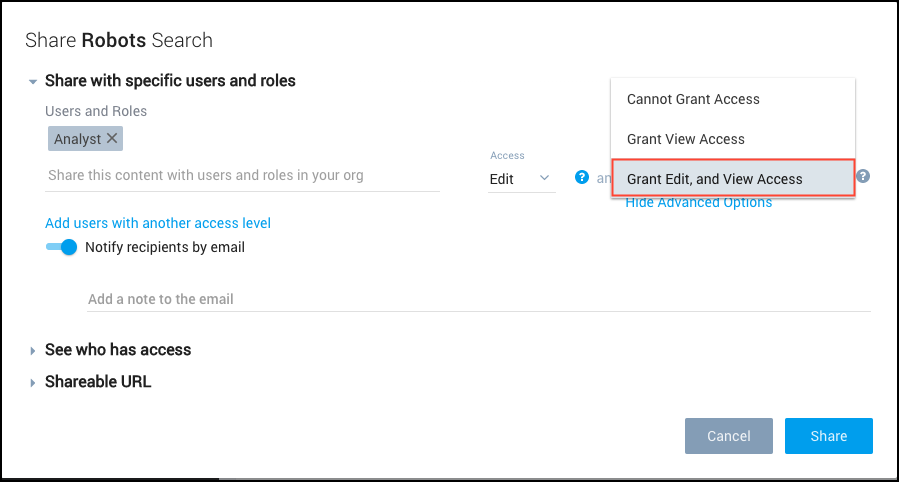 Share Robots Search
Share with specific users and roles
Users and Roles
Analyst
Share this content with users and roles in your org
Access
Edit
an
Cannot Grant Access
Grant View Access
Grant Edit, and View Access
Hide Advanced Options
Add users with another access level
Notify recipients by email
Add a note to the email
See who has access
Shareable URL
Cancel
Share